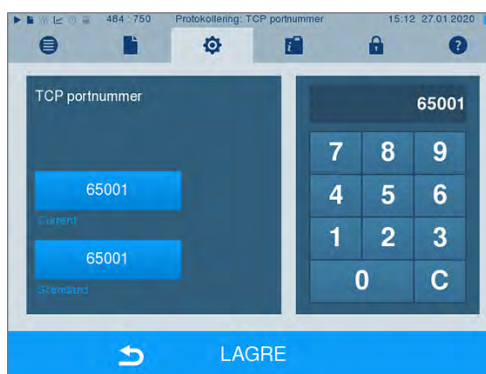 484 : 750 Protokollering: TCP portnummer 15:12 27.01.2020
TCP portnummer
65001
65001
Current
65001
Standard
7 8 9
4 5 6
1 2 3
0 C
LAGRE